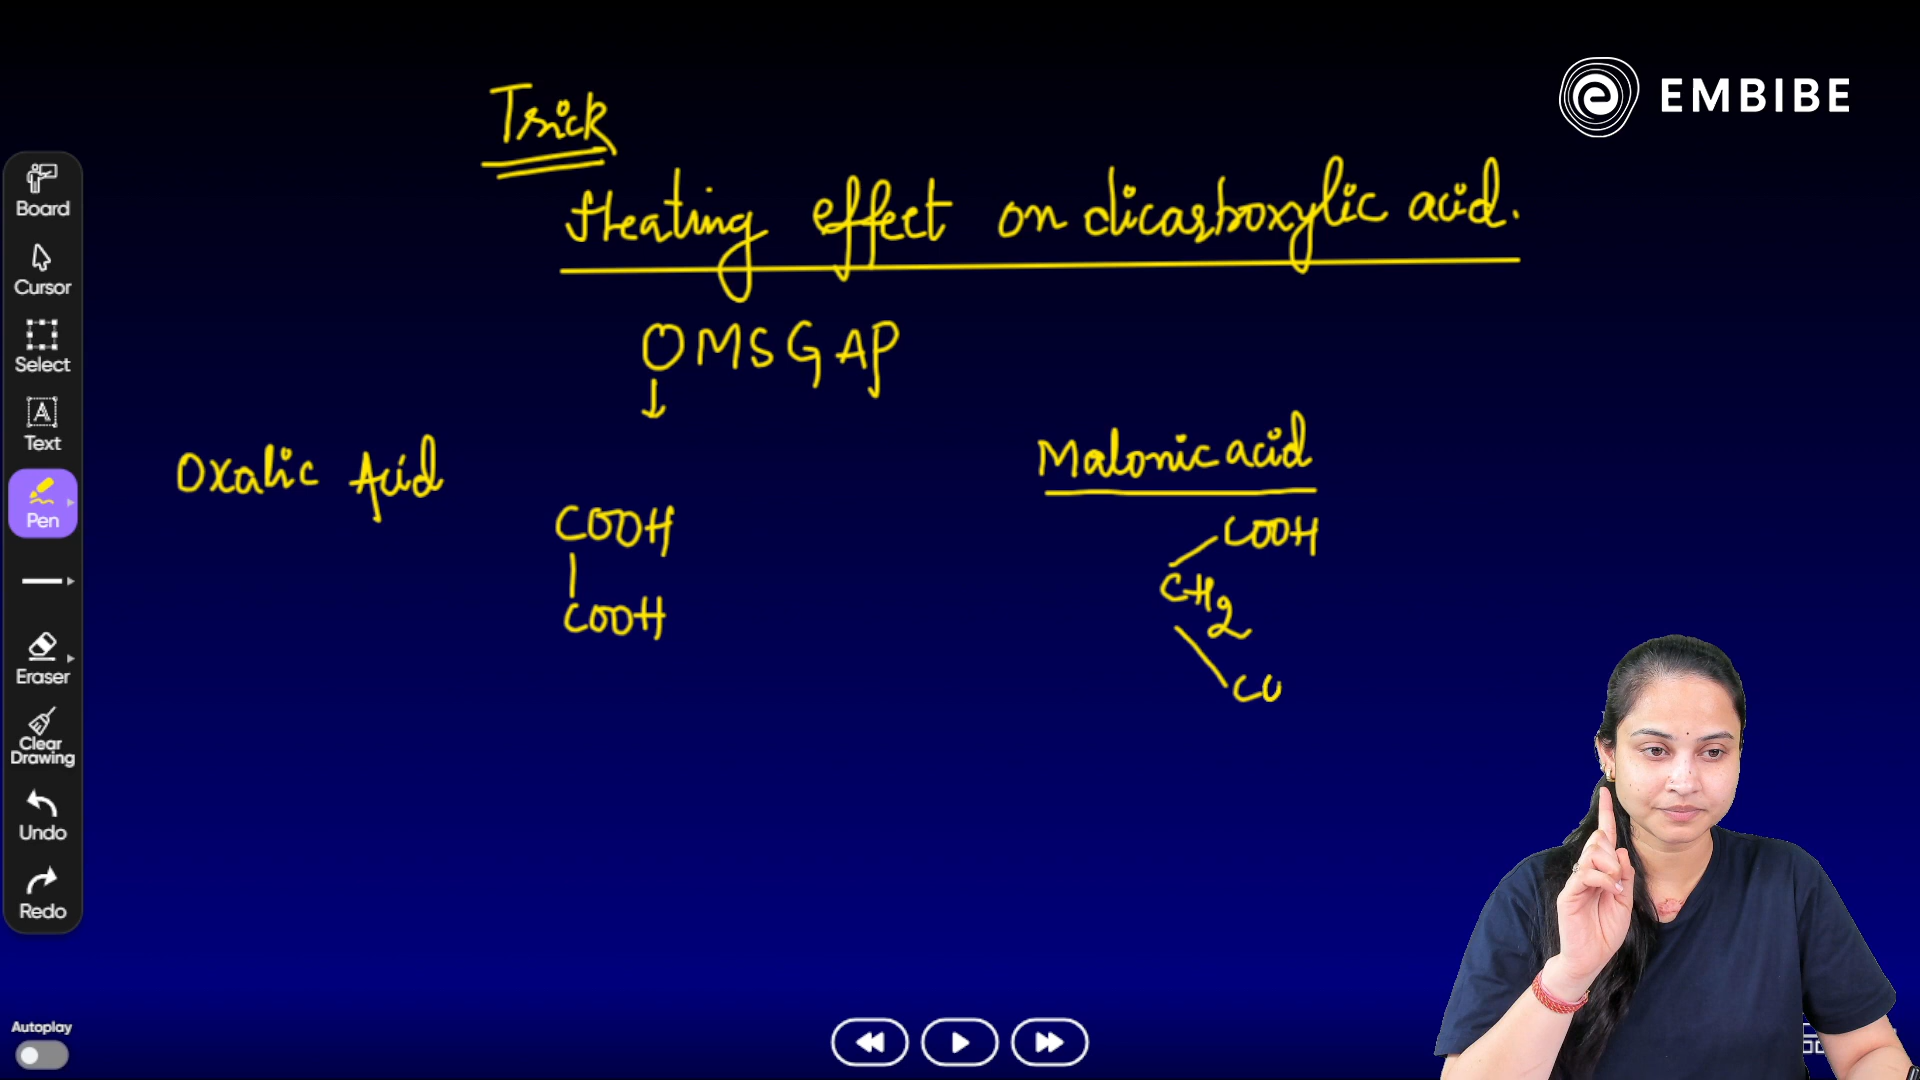 EMBIBE
Trick
Heating effect on dicarboxylic acid.
OMSGAP
↓
Oxalic Acid
COOH
COOH
Malonic acid
COOH
CH2
CO
Board
Cursor
Select
Text
Pen
Eraser
Clear
Drawing
Undo
Redo
Autoplay